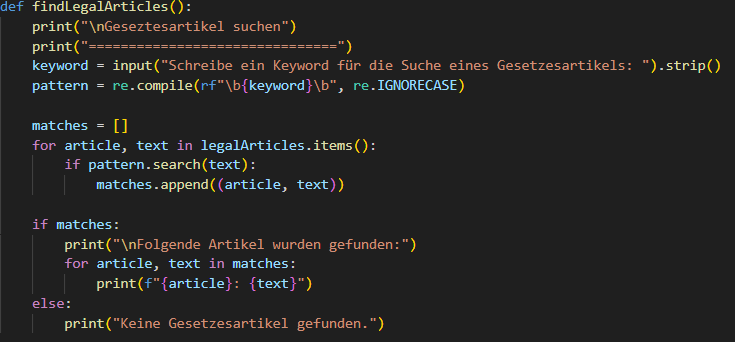 def findLegalArticles():
    print("\nGeseztesartikel suchen")
    print("===============================")
    keyword = input("Schreibe ein Keyword für die Suche eines Gesetzesartikels: ").strip()
    pattern = re.compile(rf"\b{keyword}\b", re.IGNORECASE)

    matches = []
    for article, text in legalArticles.items():
        if pattern.search(text):
            matches.append((article, text))

    if matches:
        print("\nFolgende Artikel wurden gefunden:")
        for article, text in matches:
            print(f"{article}: {text}")
    else:
        print("Keine Gesetzesartikel gefunden.")